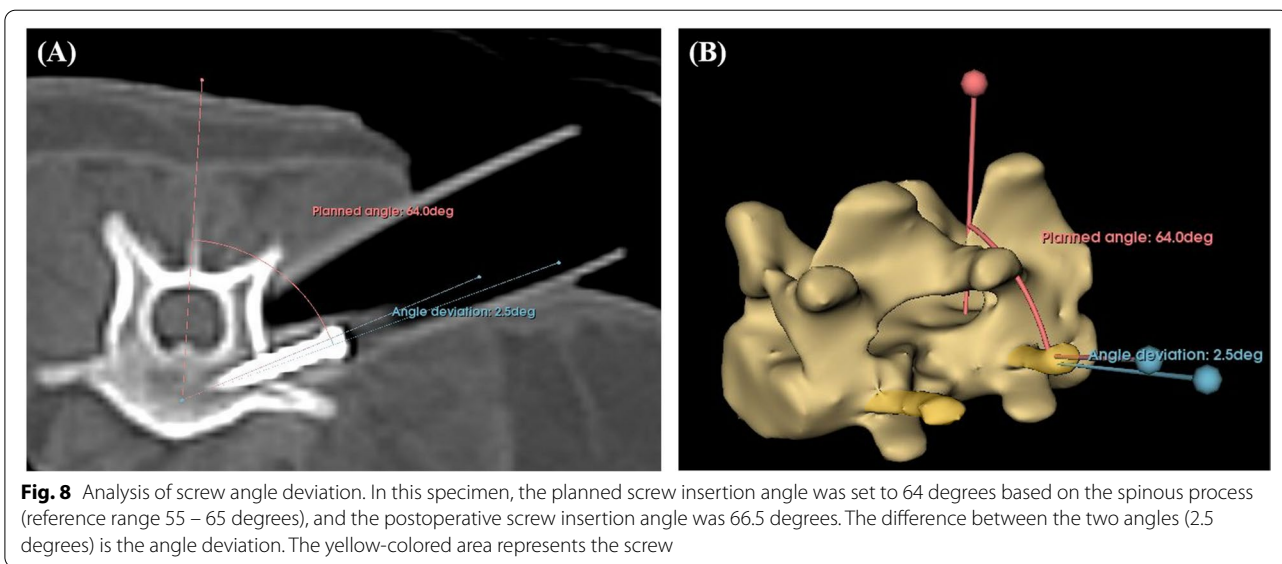 (A)
Planned angle: 64.0deg
Angle deviation: 2.5deg
(B)
Planned angle: 64.0deg
Angle deviation: 2.5deg
Fig. 8 Analysis of screw angle deviation. In this specimen, the planned screw insertion angle was set to 64 degrees based on the spinous process
(reference range 55 – 65 degrees), and the postoperative screw insertion angle was 66.5 degrees. The difference between the two angles (2.5
degrees) is the angle deviation. The yellow-colored area represents the screw